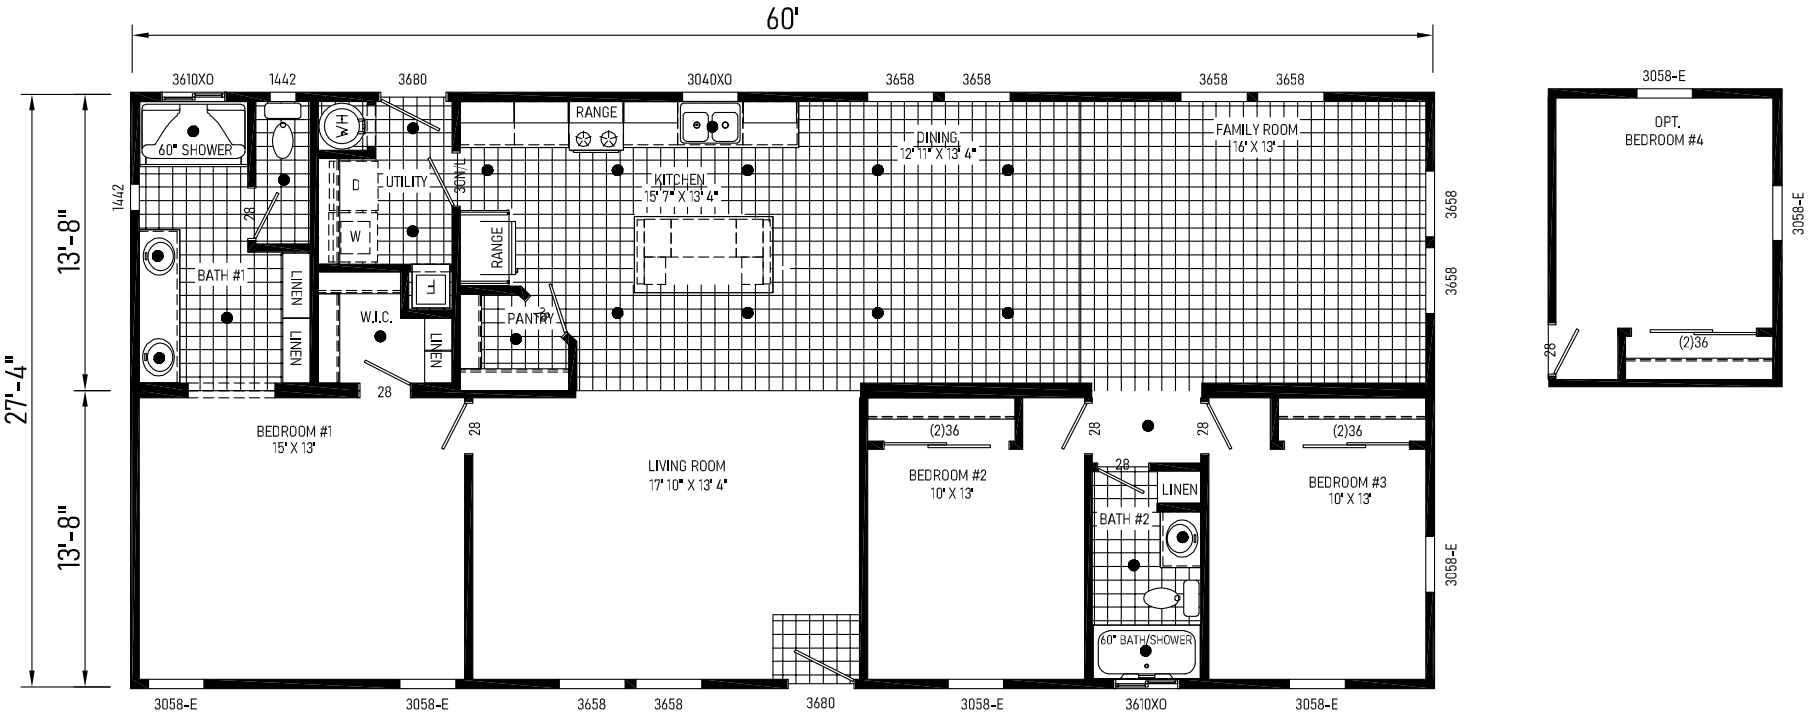 60'
3610XO
1442
3680
3040XO
3658
3658
3658
3658
3058-E
27'-4"
13'-8"
13'-8"
1442
60" SHOWER
28
BATH #1
LINEN
LINEN
WH
D
W
UTILITY
30N/L
F
W.I.C.
LINEN
28
RANGE
RANGE
KITCHEN
15' 7" X 13' 4"
PANTRY
28
DINING
12' 11" X 13' 4"
FAMILY ROOM
16' X 13'
3658
3658
OPT.
BEDROOM #4
3058-E
28
(2)36
BEDROOM #1
15' X 13'
28
LIVING ROOM
17' 10" X 13' 4"
(2)36
BEDROOM #2
10' X 13'
28
28
28
LINEN
BATH #2
60" BATH/SHOWER
(2)36
BEDROOM #3
10' X 13'
3058-E
3058-E
3058-E
3658
3658
3680
3058-E
3610XO
3058-E